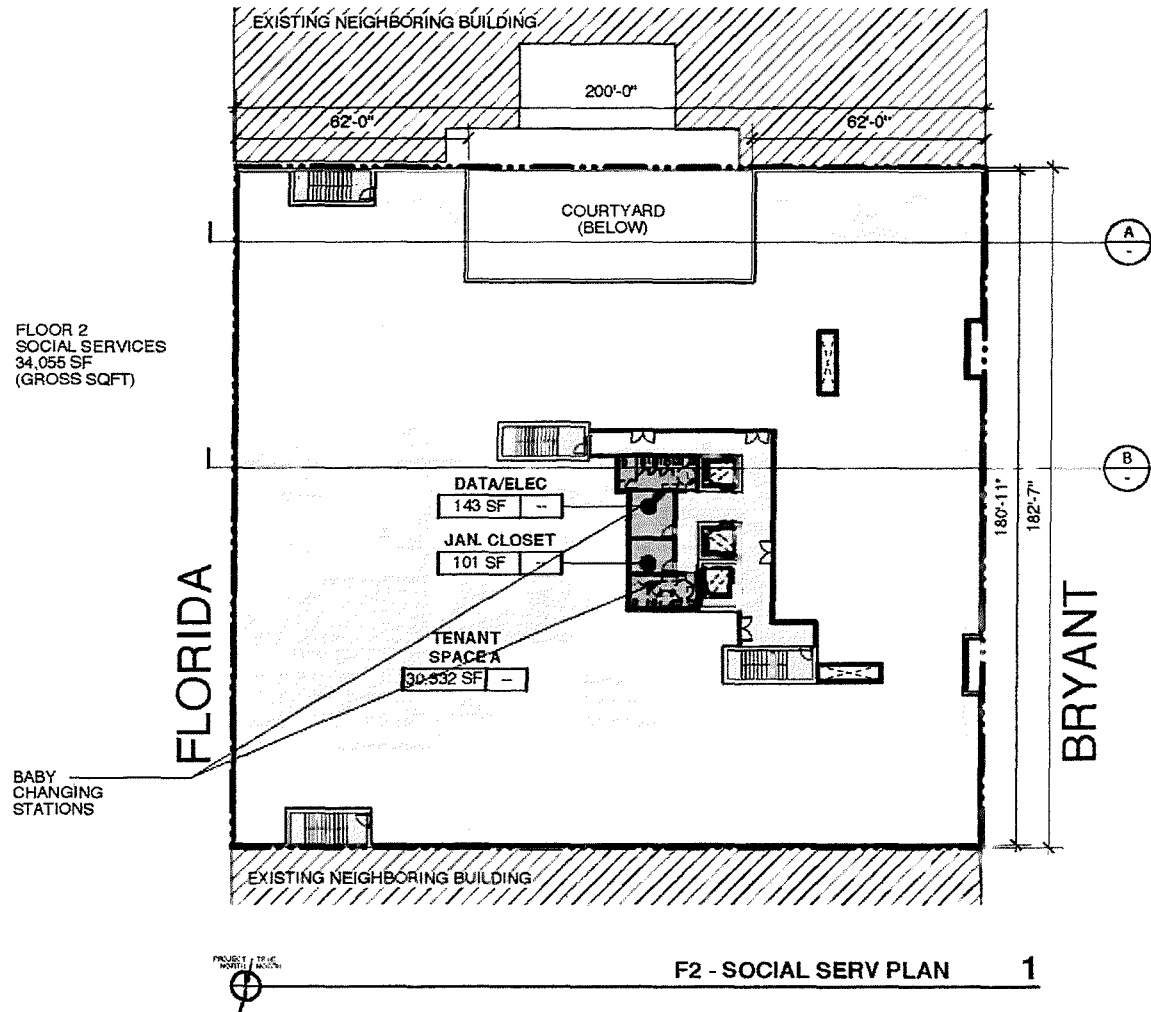 EXISTING NEIGHBORING BUILDING
200'-0"
62'-0"
62'-0"
COURTYARD
(BELOW)
A
-
FLOOR 2
SOCIAL SERVICES
34,055 SF
(GROSS SQFT)
B
-
DATA/ELEC
143 SF --
JAN. CLOSET
101 SF --
180'-11"
182'-7"
FLORIDA
BRYANT
TENANT
SPACE A
SF --
BABY
CHANGING
STATIONS
EXISTING NEIGHBORING BUILDING
PROJECT
NORTH
F2 - SOCIAL SERV PLAN 1